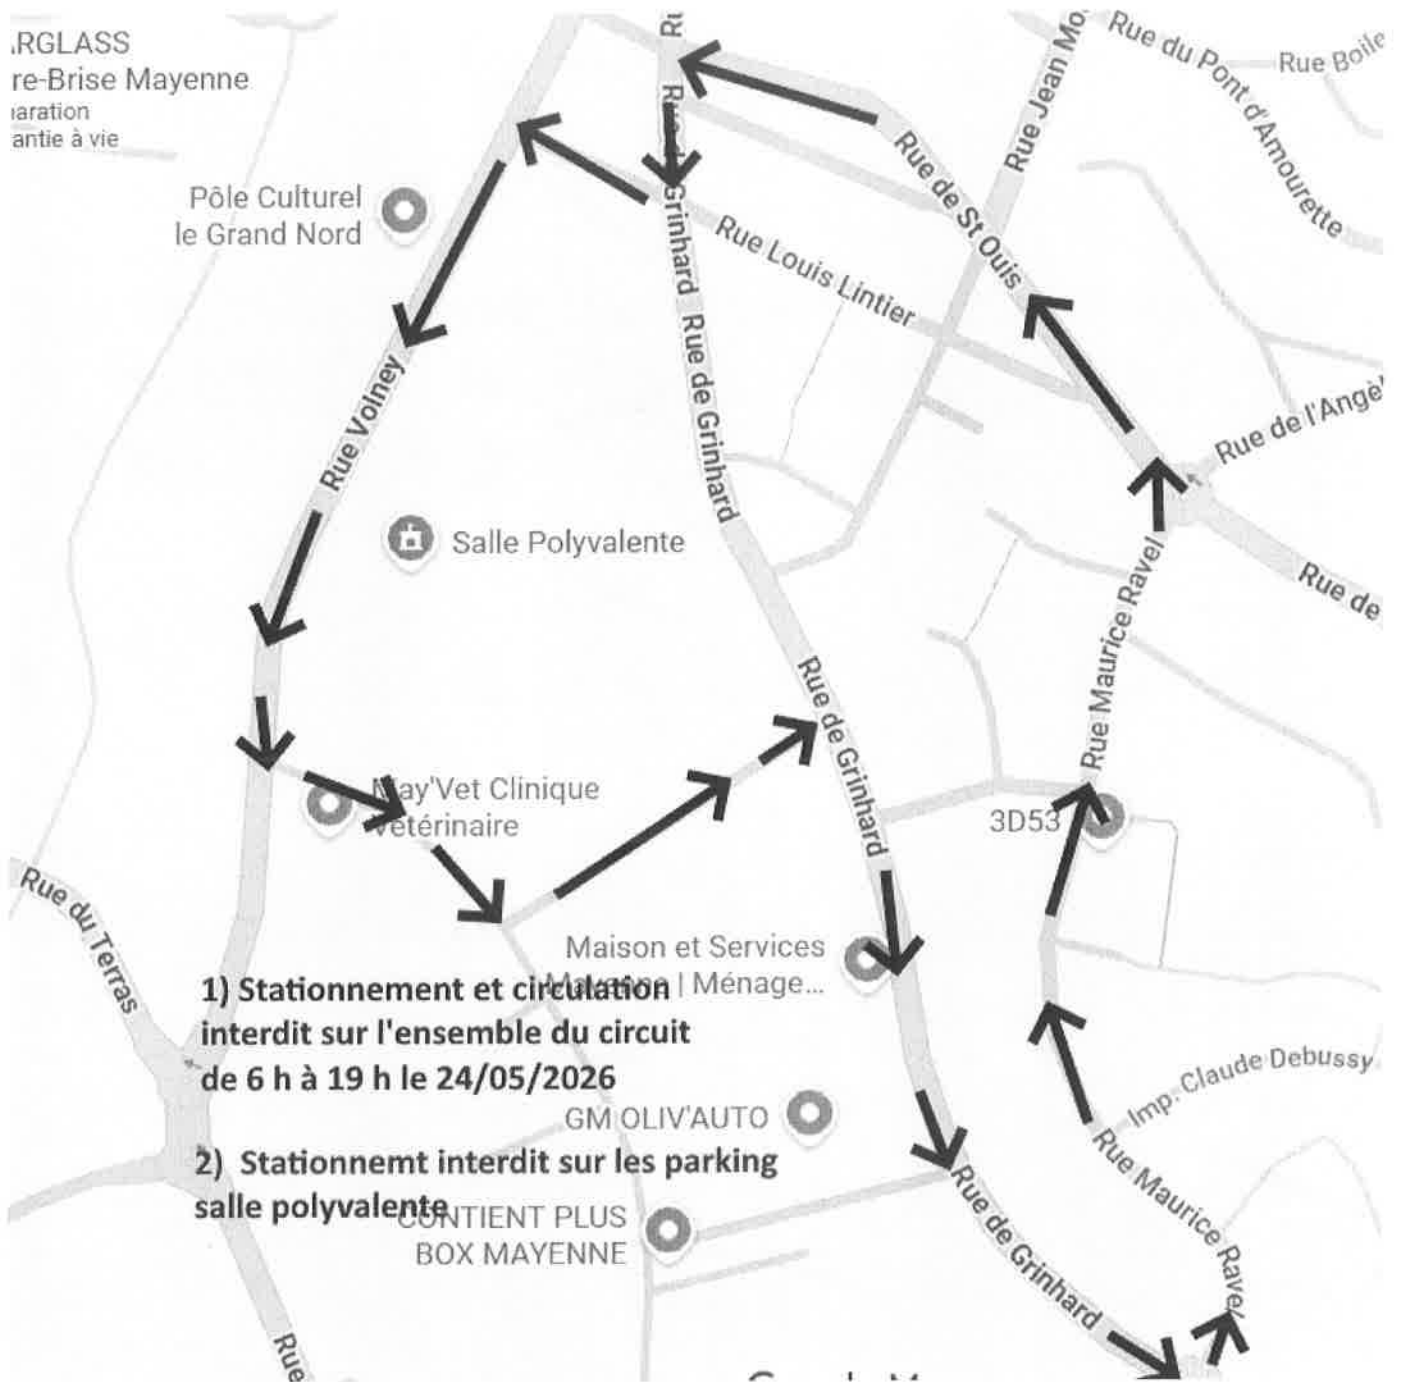 ARGLASS
re-Brise Mayenne
aration
antie à vie
Rue du Pont d'Amourette
Rue Boile
Rue Jean Mo
Pôle Culturel
le Grand Nord
Rue de St Ouis
Grinhard
Rue Louis Lintier
Rue de Grinhard
Rue Volney
Rue de l'Angel
Salle Polyvalente
Rue Maurice Ravel
Rue de
Rue de Grinhard
May'Vet Clinique
Vétérinaire
3D53
Rue du Terras
Maison et Services
Mayenne | Ménage...
1) Stationnement et circulation
interdit sur l'ensemble du circuit
de 6 h à 19 h le 24/05/2026
Imp. Claude Debussy
GM OLIV'AUTO
2) Stationnemt interdit sur les parking
salle polyvalente
Rue Maurice Ravel
CONTIENT PLUS
BOX MAYENNE
Rue de Grinhard
Rue